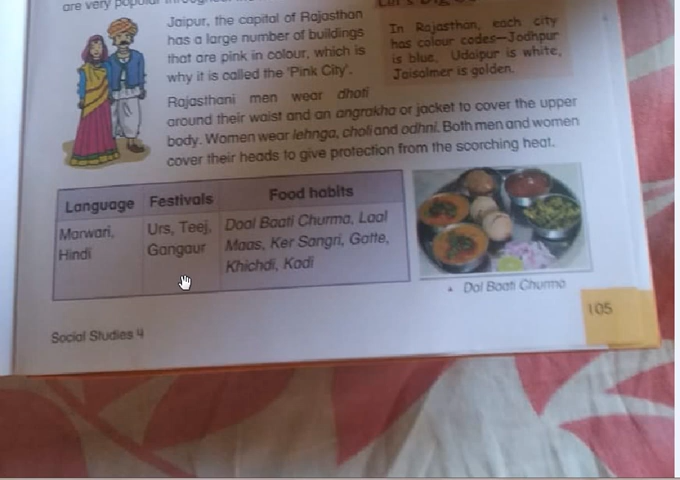 are very popular
Jaipur, the capital of Rajasthan
has a large number of buildings
that are pink in colour, which is
why it is called the 'Pink City'.
In Rajasthan, each city
has colour codes—Jodhpur
is blue, Udaipur is white,
Jaisalmer is golden.
Rajasthani men wear dhoti
around their waist and an angrakha or jacket to cover the upper
body. Women wear lehnga, choli and odhni. Both men and women
cover their heads to give protection from the scorching heat.
Language Festivals Food habits
Marwari, Urs, Teej, Daal Baati Churma, Laal
Hindi Gangaur Maas, Ker Sangri, Gatte,
Khichdi, Kadi
Dal Baati Churma
105
Social Studies 4